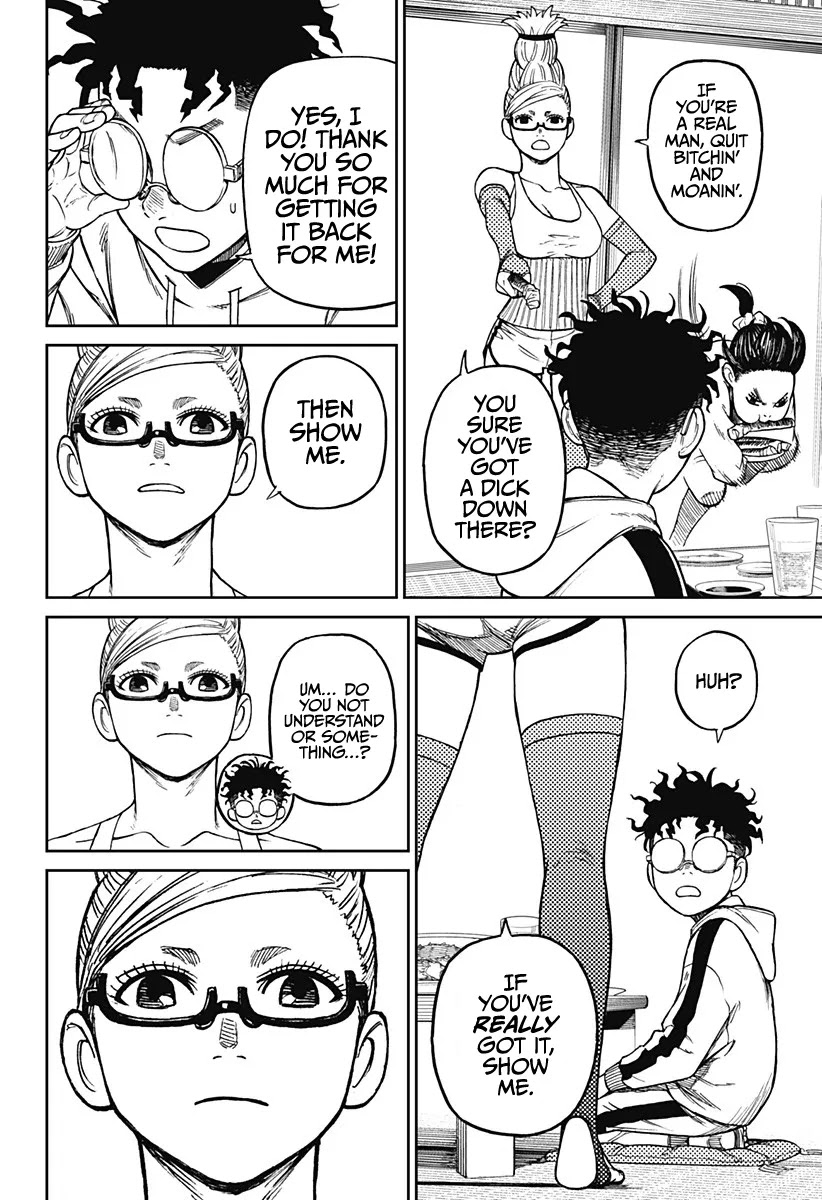 IF
YOU'RE
A REAL
MAN, QUIT
BITCHIN'
AND
MOANIN'.
YOU
SURE
YOU'VE
GOT
A DICK
DOWN
THERE?
YES, I
DO! THANK
YOU SO
MUCH FOR
GETTING
IT BACK
FOR ME!
THEN
SHOW
ME.
HUH?
IF
YOU'VE
REALLY
GOT IT,
SHOW
ME.
UM... DO
YOU NOT
UNDERSTAND
OR SOME-
THING...?